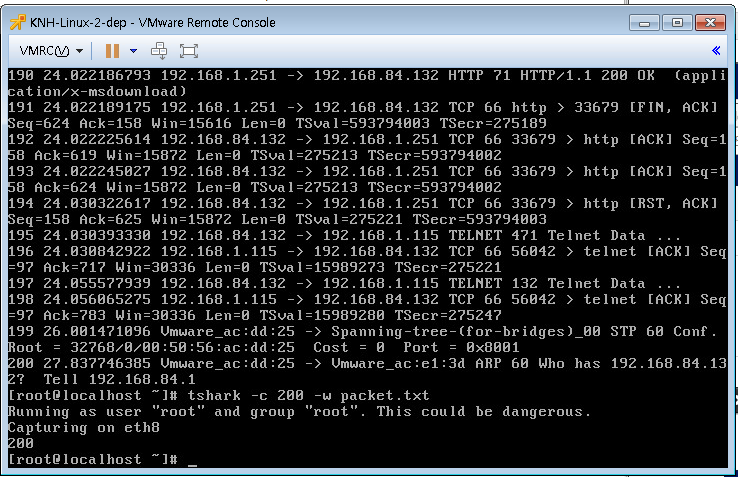 KNH-Linux-2-dep - VMware Remote Console
VMRC(V)
190 24.022186793 192.168.1.251 -> 192.168.84.132 HTTP 71 HTTP/1.1 200 OK  (appli
cation/x-msdownload)
191 24.022189175 192.168.1.251 -> 192.168.84.132 TCP 66 http > 33679 [FIN, ACK]
Seq=624 Ack=158 Win=15616 Len=0 TSval=593794003 TSecr=275189
192 24.022225614 192.168.84.132 -> 192.168.1.251 TCP 66 33679 > http [ACK] Seq=1
58 Ack=619 Win=15872 Len=0 TSval=275213 TSecr=593794002
193 24.022245027 192.168.84.132 -> 192.168.1.251 TCP 66 33679 > http [ACK] Seq=1
58 Ack=624 Win=15872 Len=0 TSval=275213 TSecr=593794002
194 24.030322617 192.168.84.132 -> 192.168.1.251 TCP 66 33679 > http [RST, ACK]
Seq=158 Ack=625 Win=15872 Len=0 TSval=275221 TSecr=593794003
195 24.030393330 192.168.84.132 -> 192.168.1.115 TELNET 471 Telnet Data ...
196 24.030842922 192.168.1.115 -> 192.168.84.132 TCP 66 56042 > telnet [ACK] Seq
=97 Ack=717 Win=30336 Len=0 TSval=15989273 TSecr=275221
197 24.055577939 192.168.84.132 -> 192.168.1.115 TELNET 132 Telnet Data ...
198 24.056065275 192.168.1.115 -> 192.168.84.132 TCP 66 56042 > telnet [ACK] Seq
=97 Ack=783 Win=30336 Len=0 TSval=15989280 TSecr=275247
199 26.001471096 Vmware_ac:dd:25 -> Spanning-tree-(for-bridges)_00 STP 60 Conf.
Root = 32768/0/00:50:56:ac:dd:25  Cost = 0  Port = 0x8001
200 27.837746385 Vmware_ac:dd:25 -> Vmware_ac:e1:3d ARP 60 Who has 192.168.84.13
2?  Tell 192.168.84.1
[root@localhost ~]# tshark -c 200 -w packet.txt
Running as user "root" and group "root". This could be dangerous.
Capturing on eth8
200
[root@localhost ~]# _